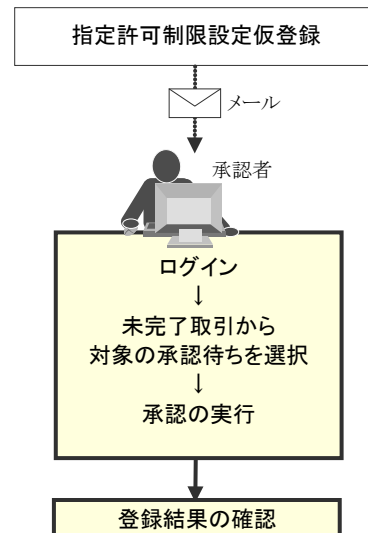 指定許可制限設定仮登録
メール
承認者
ログイン
↓
未完了取引から
対象の承認待ちを選択
↓
承認の実行
登録結果の確認